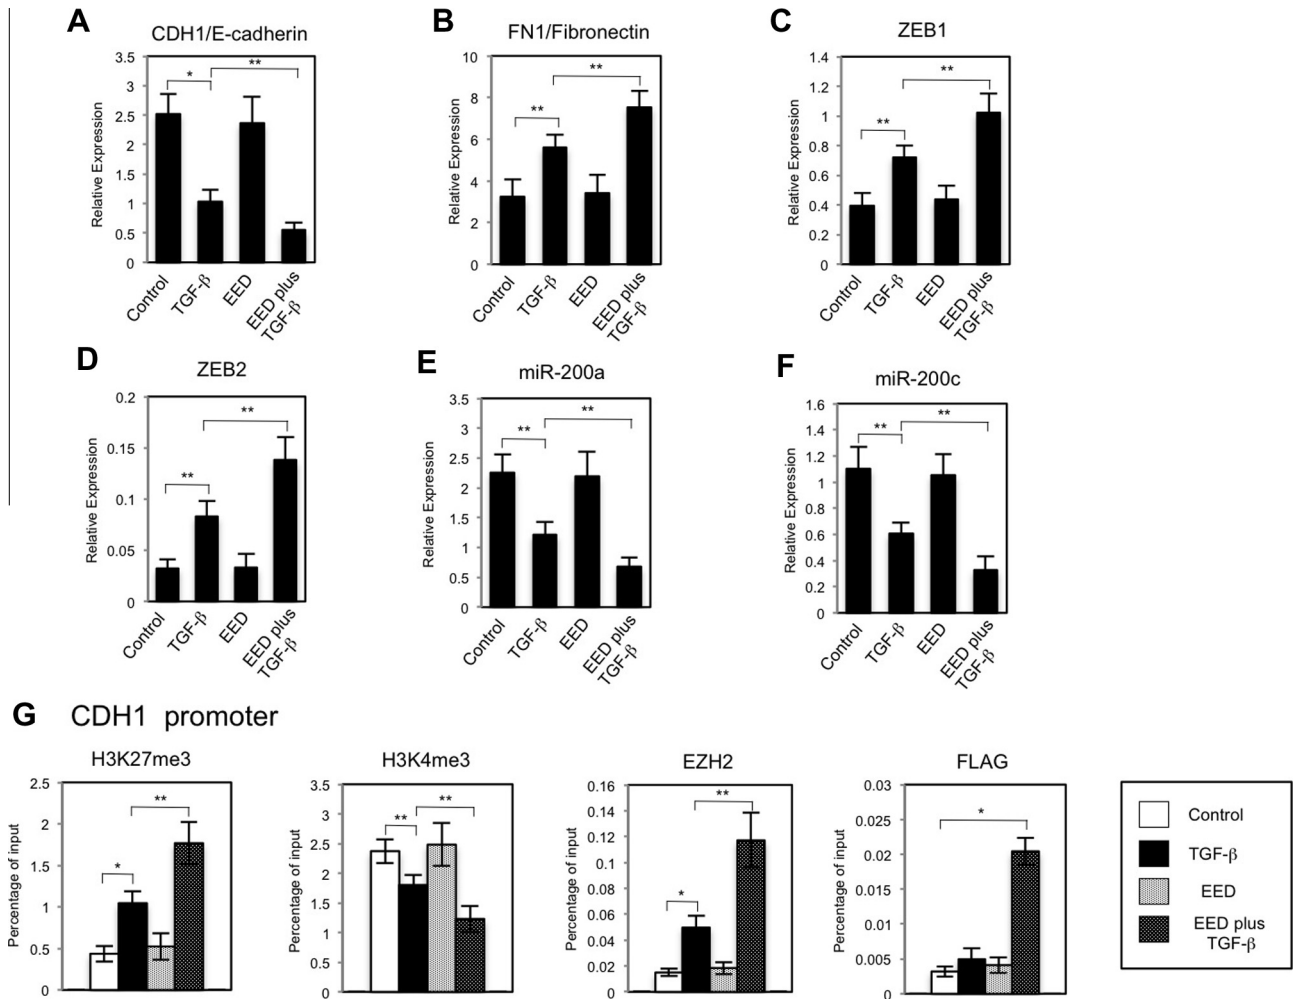 A
CDH1/E-cadherin
Relative Expression
3.5
3
2.5
2
1.5
1
0.5
0
*
**
Control
TGF-β
EED
EED plus
TGF-β
B
FN1/Fibronectin
Relative Expression
10
8
6
4
2
0
**
**
Control
TGF-β
EED
EED plus
TGF-β
C
ZEB1
Relative Expression
1.4
1.2
1
0.8
0.6
0.4
0.2
0
**
**
Control
TGF-β
EED
EED plus
TGF-β
D
ZEB2
Relative Expression
0.2
0.15
0.1
0.05
0
**
**
Control
TGF-β
EED
EED plus
TGF-β
E
miR-200a
Relative Expression
3.5
3
2.5
2
1.5
1
0.5
0
**
**
Control
TGF-β
EED
EED plus
TGF-β
F
miR-200c
Relative Expression
1.6
1.4
1.2
1
0.8
0.6
0.4
0.2
0
**
**
Control
TGF-β
EED
EED plus
TGF-β
G CDH1 promoter
H3K27me3
Percentage of input
2.5
2
1.5
1
0.5
0
*
**
H3K4me3
Percentage of input
3.5
3
2.5
2
1.5
1
0.5
0
**
**
EZH2
Percentage of input
0.16
0.14
0.12
0.1
0.08
0.06
0.04
0.02
0
*
**
FLAG
Percentage of input
0.03
0.025
0.02
0.015
0.01
0.005
0
*
Control
TGF-β
EED
EED plus
TGF-β